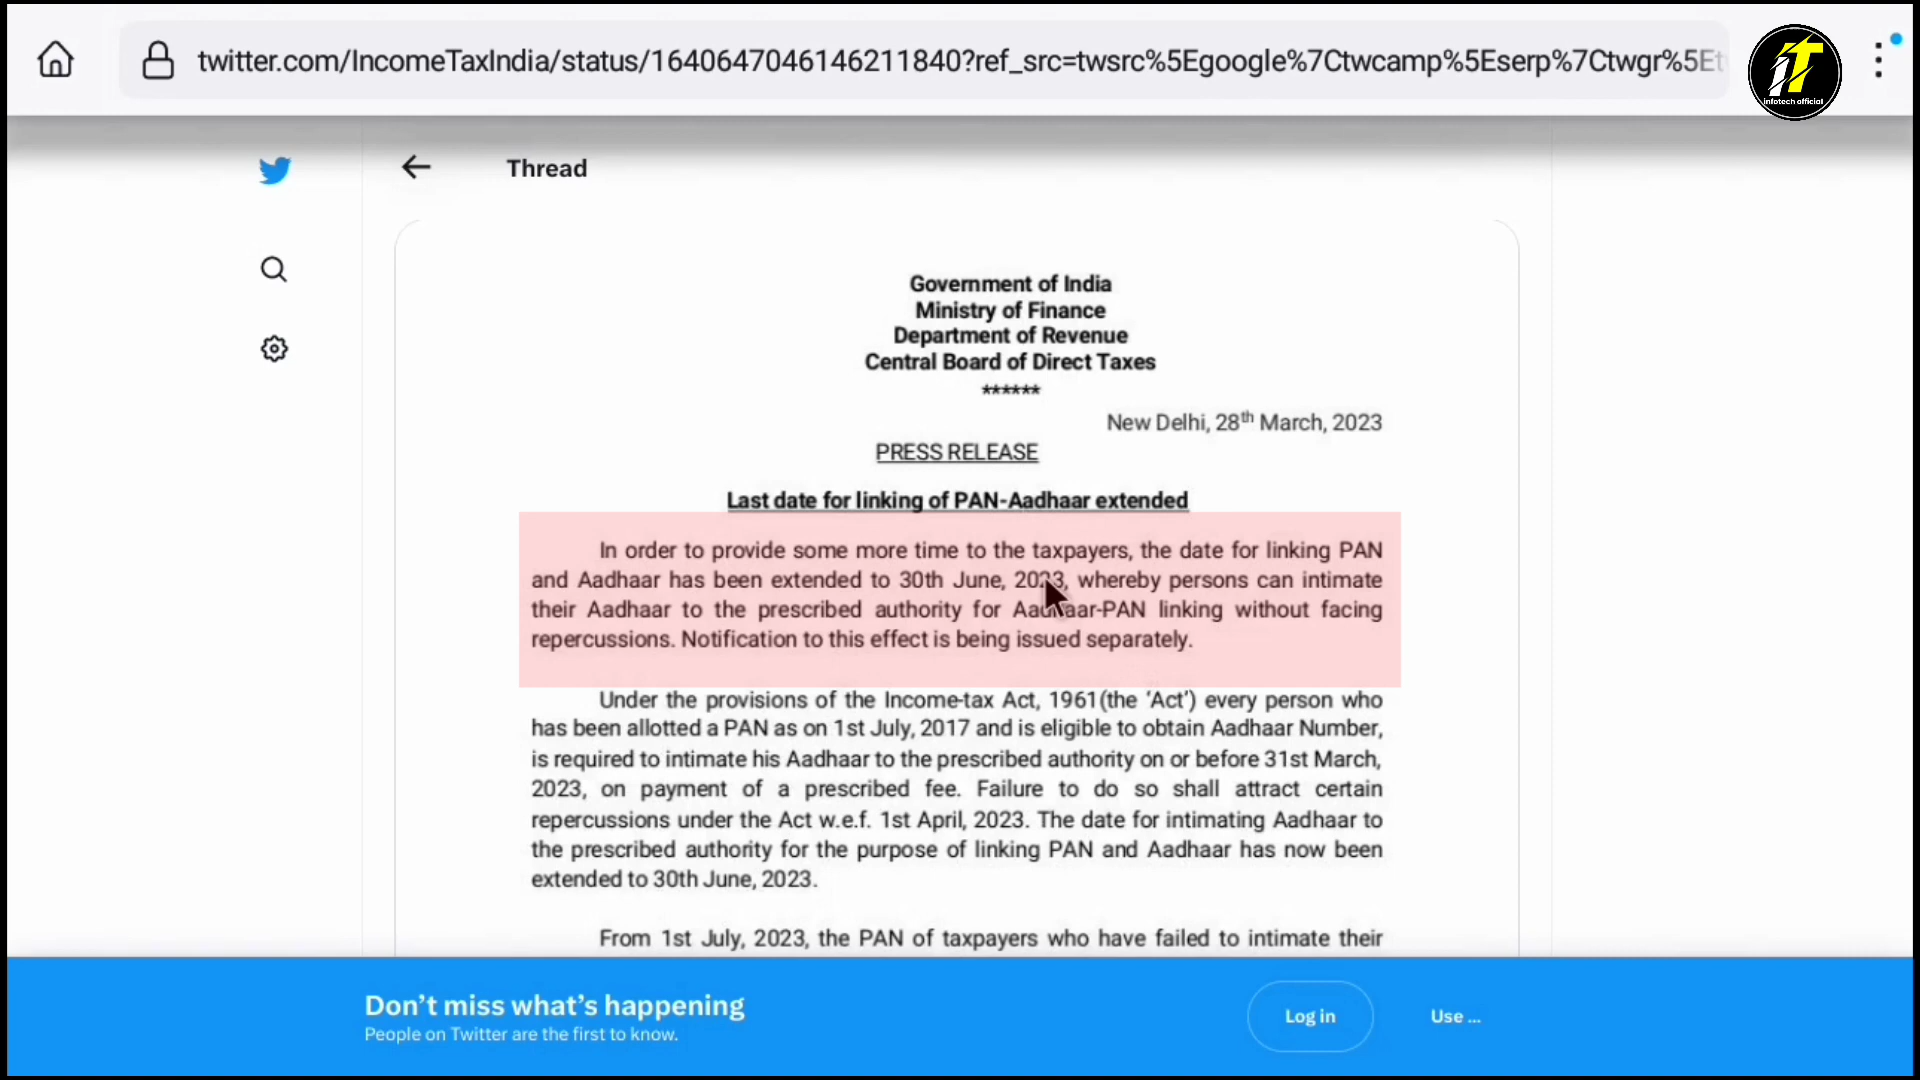 twitter.com/IncomeTaxIndia/status/1640647046146211840?ref_src=twsrc%5Egoogle%7Ctwcamp%5Eserp%7Ctwgr%5Et
IT
infotech official
Thread
Government of India
Ministry of Finance
Department of Revenue
Central Board of Direct Taxes
******
New Delhi, 28th March, 2023
PRESS RELEASE
Last date for linking of PAN-Aadhaar extended
In order to provide some more time to the taxpayers, the date for linking PAN
and Aadhaar has been extended to 30th June, 2023, whereby persons can intimate
their Aadhaar to the prescribed authority for Aadhaar-PAN linking without facing
repercussions. Notification to this effect is being issued separately.
Under the provisions of the Income-tax Act, 1961(the ‘Act’) every person who
has been allotted a PAN as on 1st July, 2017 and is eligible to obtain Aadhaar Number,
is required to intimate his Aadhaar to the prescribed authority on or before 31st March,
2023, on payment of a prescribed fee. Failure to do so shall attract certain
repercussions under the Act w.e.f. 1st April, 2023. The date for intimating Aadhaar to
the prescribed authority for the purpose of linking PAN and Aadhaar has now been
extended to 30th June, 2023.
From 1st July, 2023, the PAN of taxpayers who have failed to intimate their
Don’t miss what’s happening
People on Twitter are the first to know.
Log in
Use ...